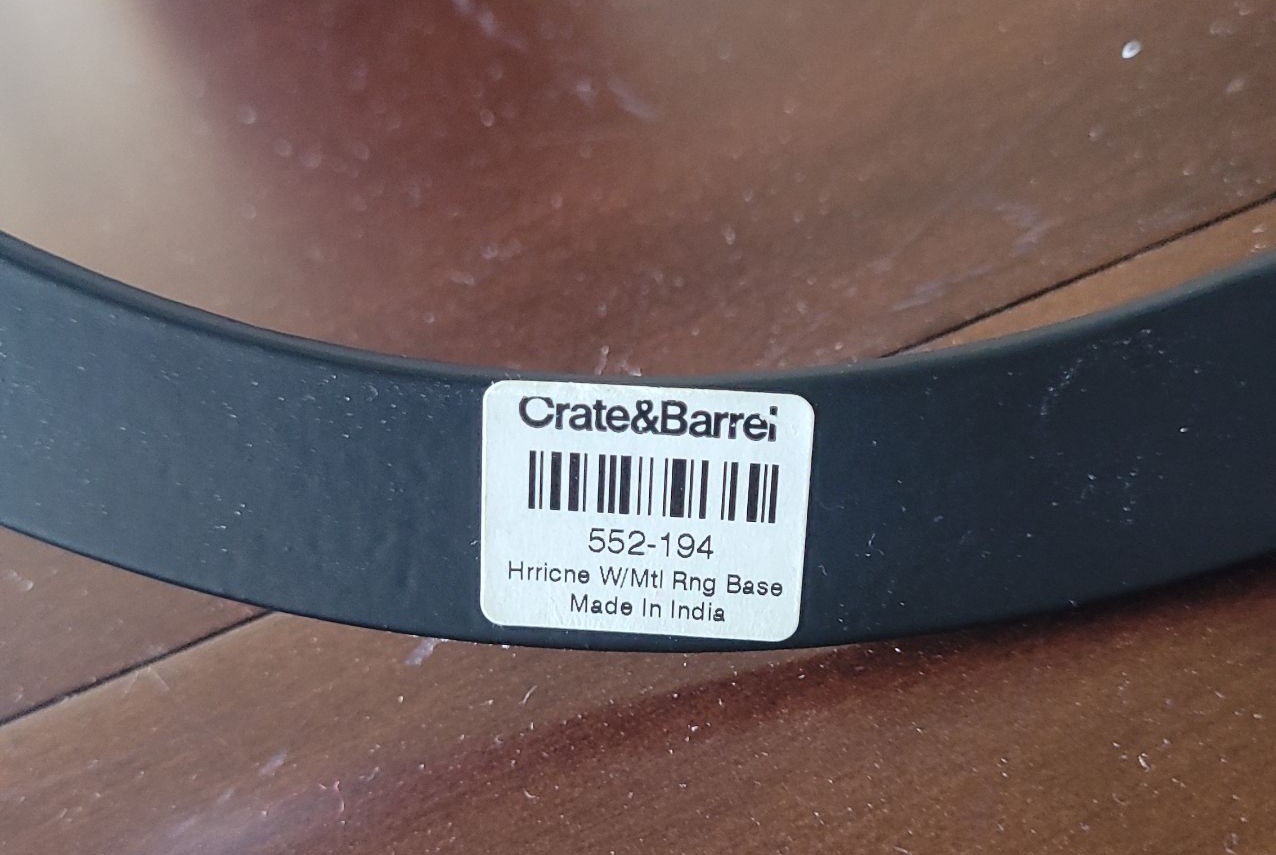 Crate&Barrel
552-194
Hrricne W/Mtl Rng Base
Made In India